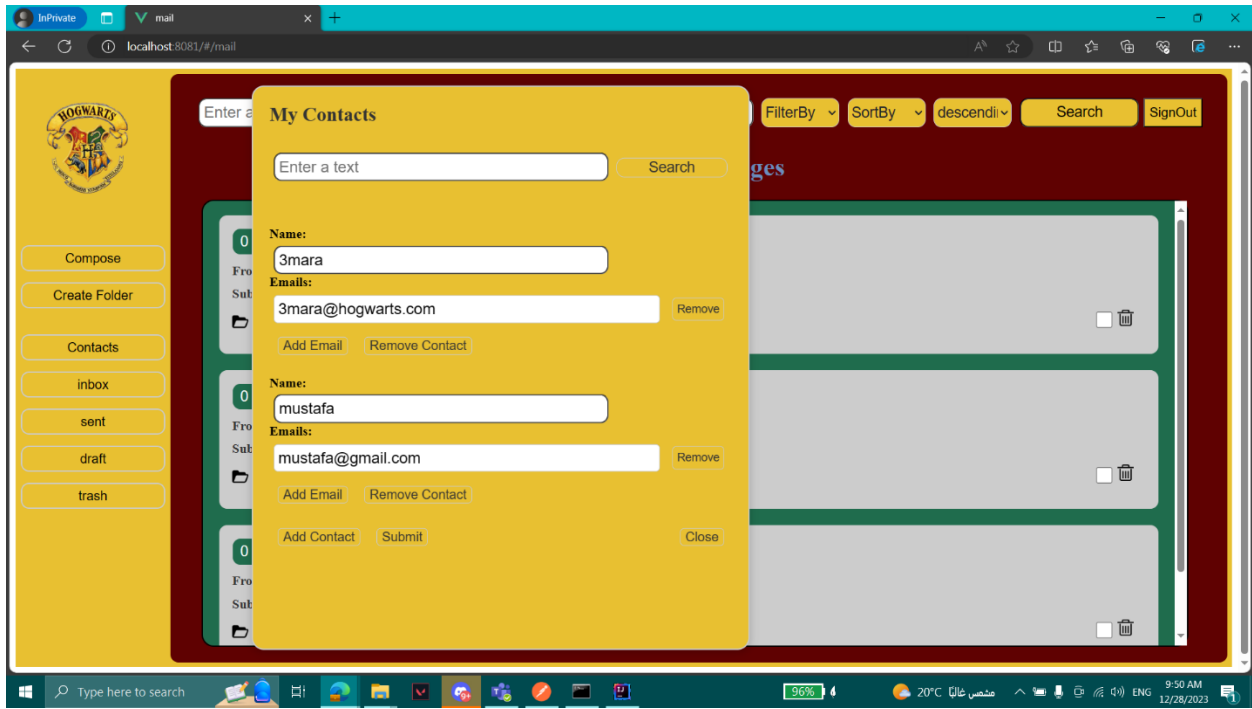 InPrivate
mail
localhost:8081/#/mail
HOGWARTS
Enter a
FilterBy
SortBy
Search
SignOut
ges
My Contacts
Enter a text
Search
Compose
Create Folder
Contacts
inbox
sent
draft
trash
0
Fro
Sub
0
Fro
Sub
0
Fro
Sub
Name:
3mara
Emails:
3mara@hogwarts.com
Remove
Add Email
Remove Contact
Name:
mustafa
Emails:
mustafa@gmail.com
Remove
Add Email
Remove Contact
Add Contact
Submit
Close
Type here to search
96%
20°C مشمس غالبًا
ENG
9:50 AM
12/28/2023
1